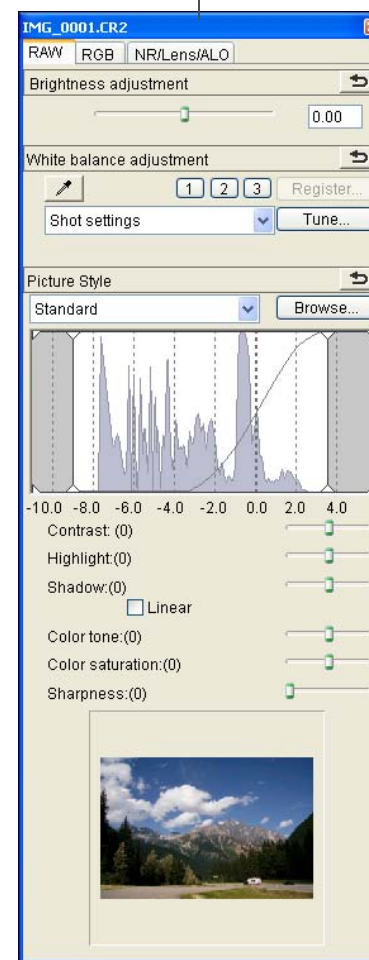 IMG_0001.CR2
RAW RGB NR/Lens/ALO
Brightness adjustment
0.00
White balance adjustment
1 2 3 Register...
Shot settings Tune...
Picture Style
Standard Browse...
-10.0 -8.0 -6.0 -4.0 -2.0 0.0 2.0 4.0
Contrast: (0)
Highlight:(0)
Shadow:(0)
Linear
Color tone:(0)
Color saturation:(0)
Sharpness:(0)